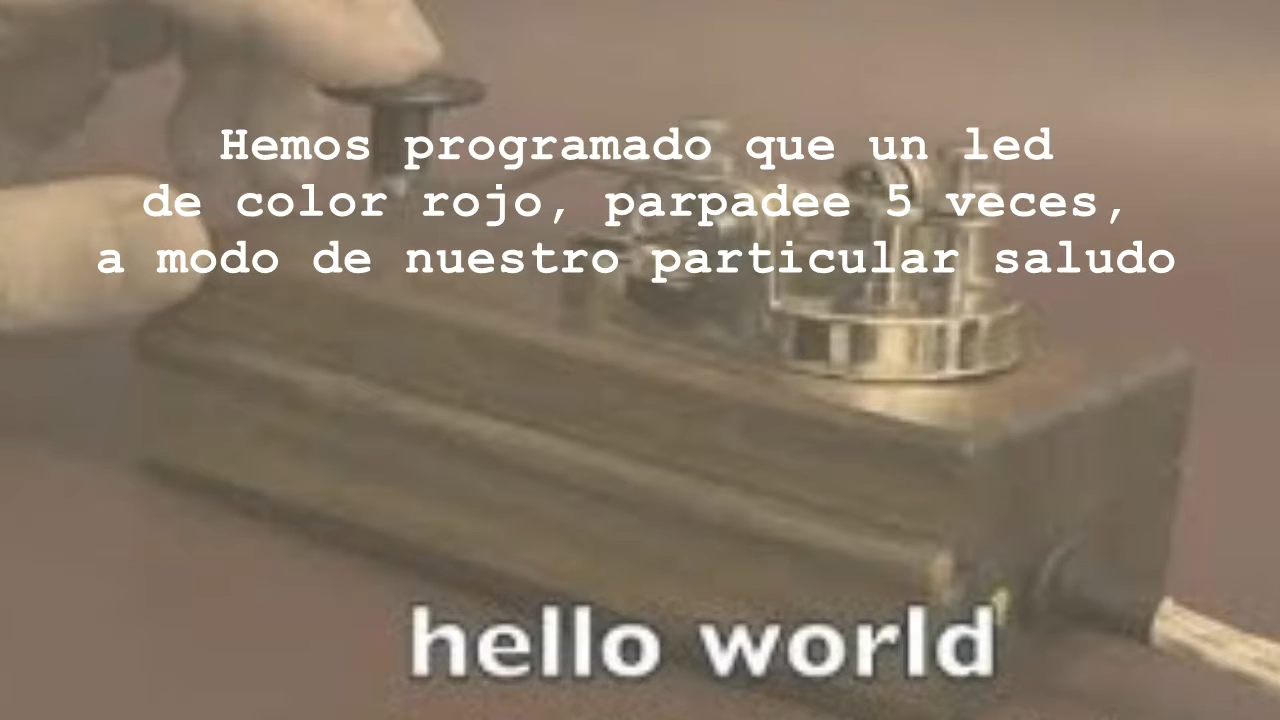 Hemos programado que un led
de color rojo, parpadee 5 veces,
a modo de nuestro particular saludo
hello world